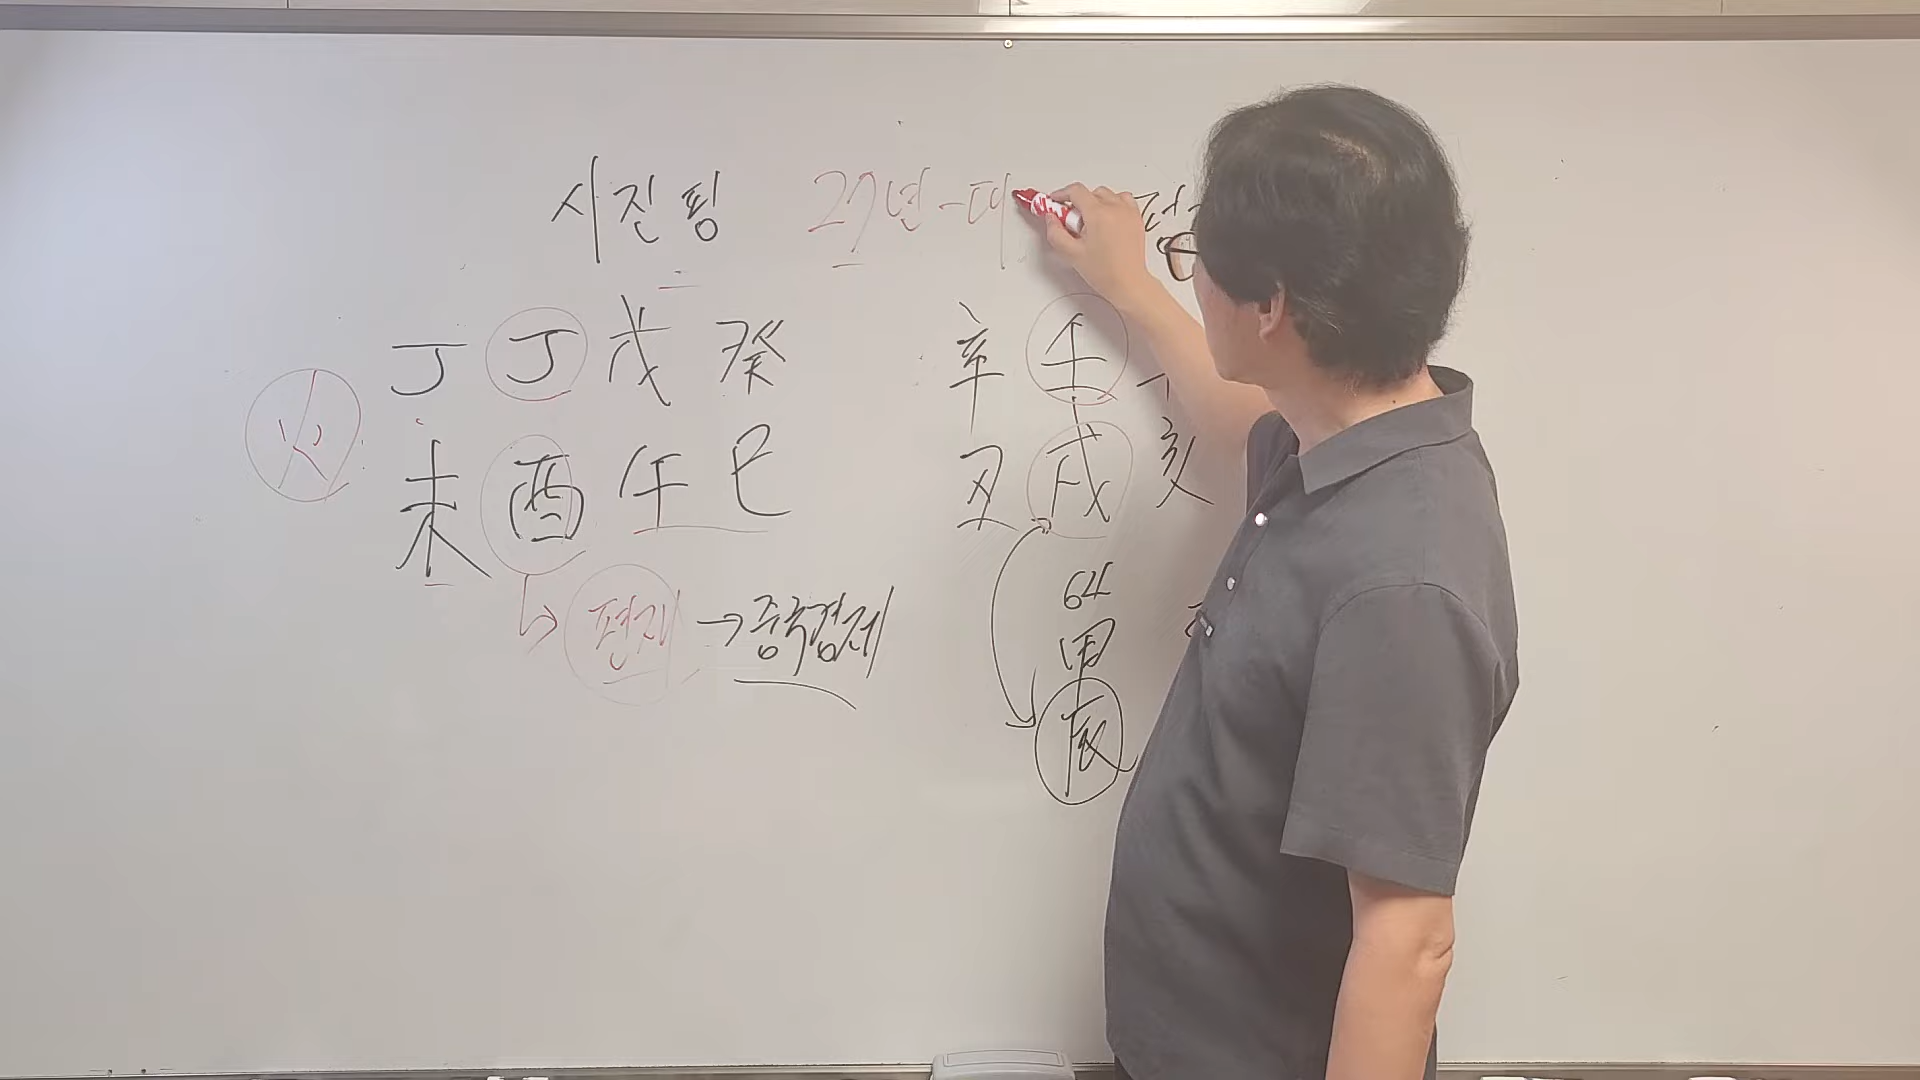 시진핑 27년-대
丁 丁 戊 癸 辛 壬
火 未 酉 午 巳 丑 戌 亥
64
편재 → 중국경제 甲
辰